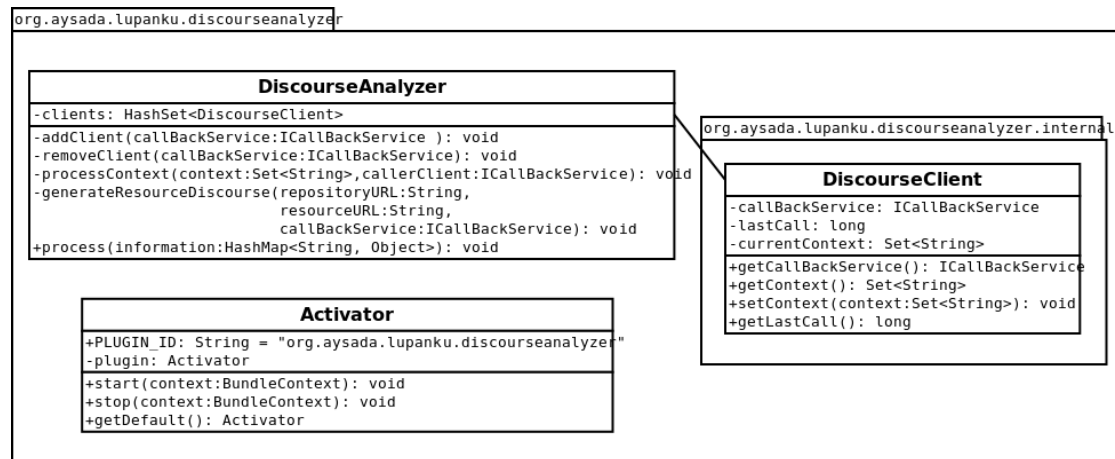 org.aysada.lupanku.discourseanalyzer
DiscourseAnalyzer
-clients: HashSet<DiscourseClient>
-addClient(callBackService:ICallBackService ): void
-removeClient(callBackService:ICallBackService): void
-processContext(context:Set<String>,callerClient:ICallBackService): void
-generateResourceDiscourse(repositoryURL:String,
resourceURL:String,
callBackService:ICallBackService): void
+process(information:HashMap<String, Object>): void
org.aysada.lupanku.discourseanalyzer.internal
DiscourseClient
-callBackService: ICallBackService
-lastCall: long
-currentContext: Set<String>
+getCallBackService(): ICallBackService
+getContext(): Set<String>
+setContext(context:Set<String>): void
+getLastCall(): long
Activator
+PLUGIN_ID: String = "org.aysada.lupanku.discourseanalyzer"
-plugin: Activator
+start(context:BundleContext): void
+stop(context:BundleContext): void
+getDefault(): Activator